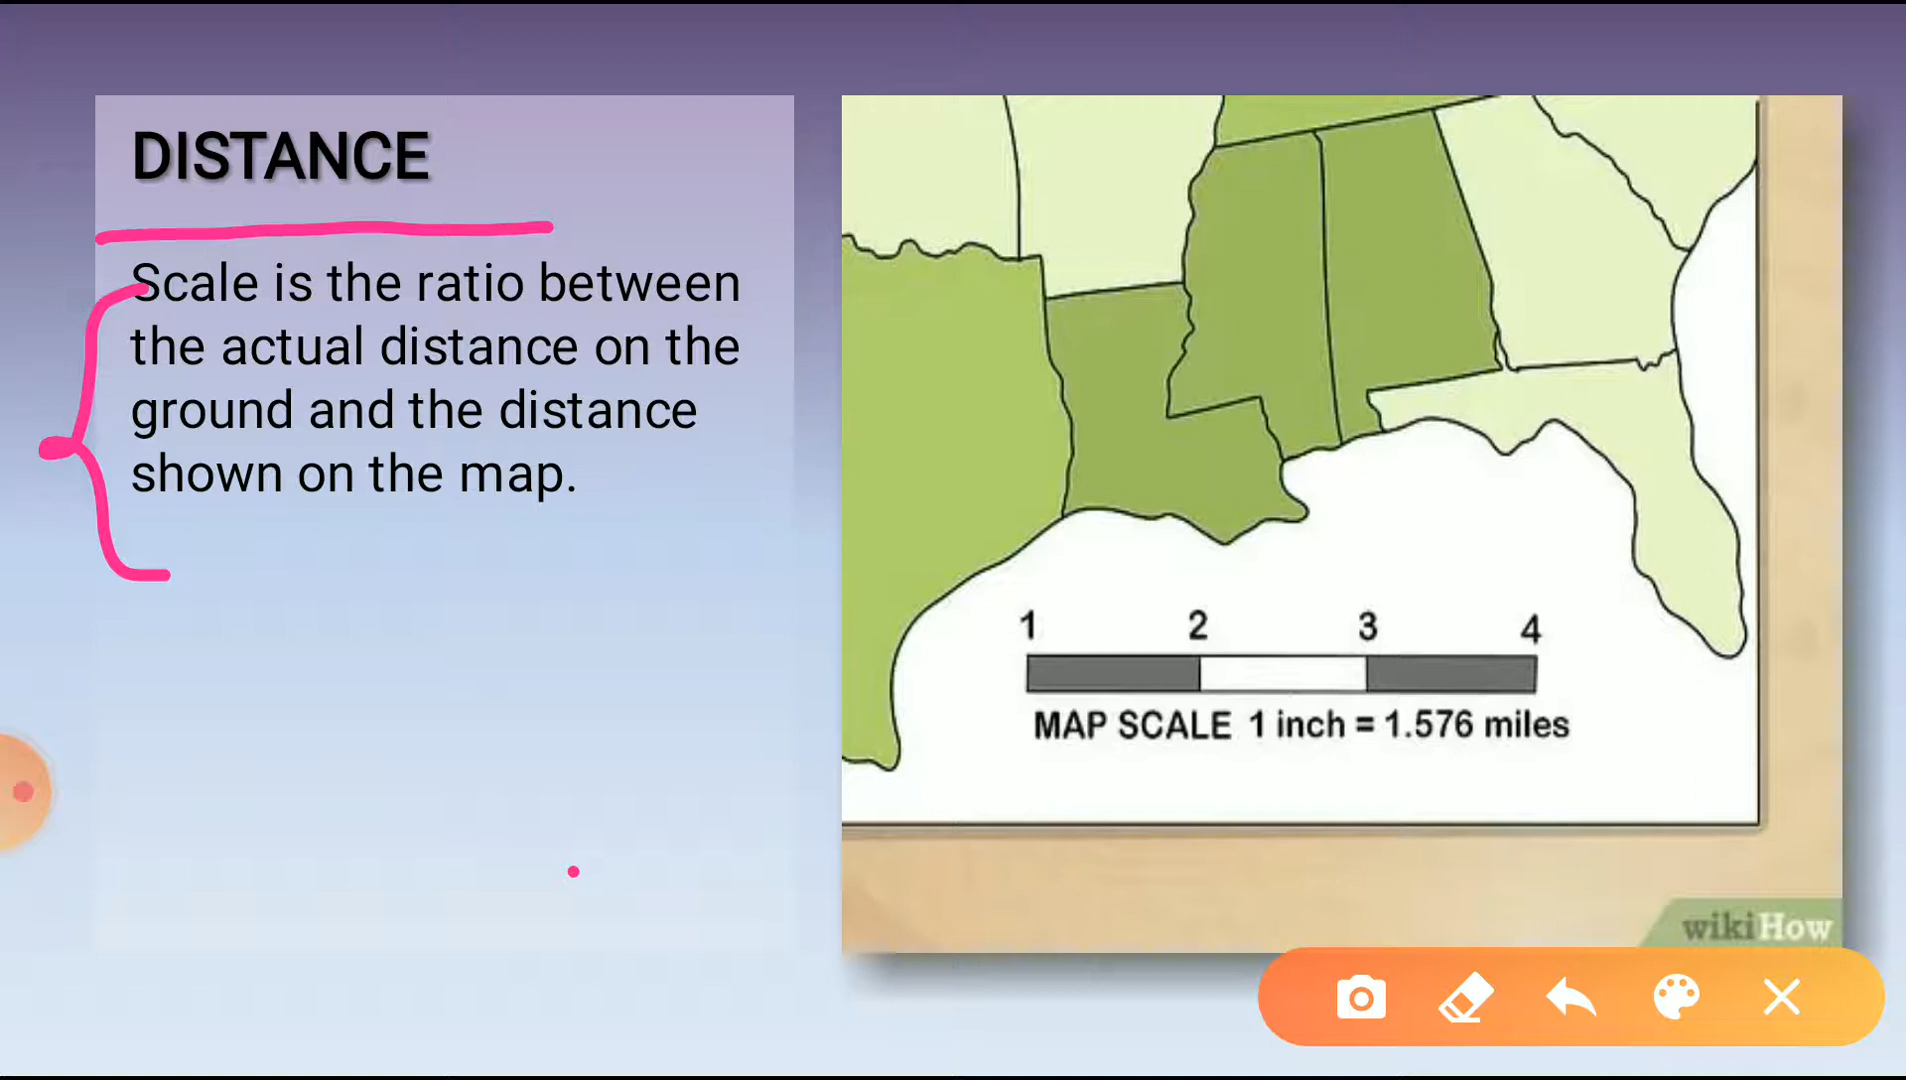 DISTANCE
Scale is the ratio between
the actual distance on the
ground and the distance
shown on the map.
1 2 3 4
MAP SCALE 1 inch = 1.576 miles
wikiHow